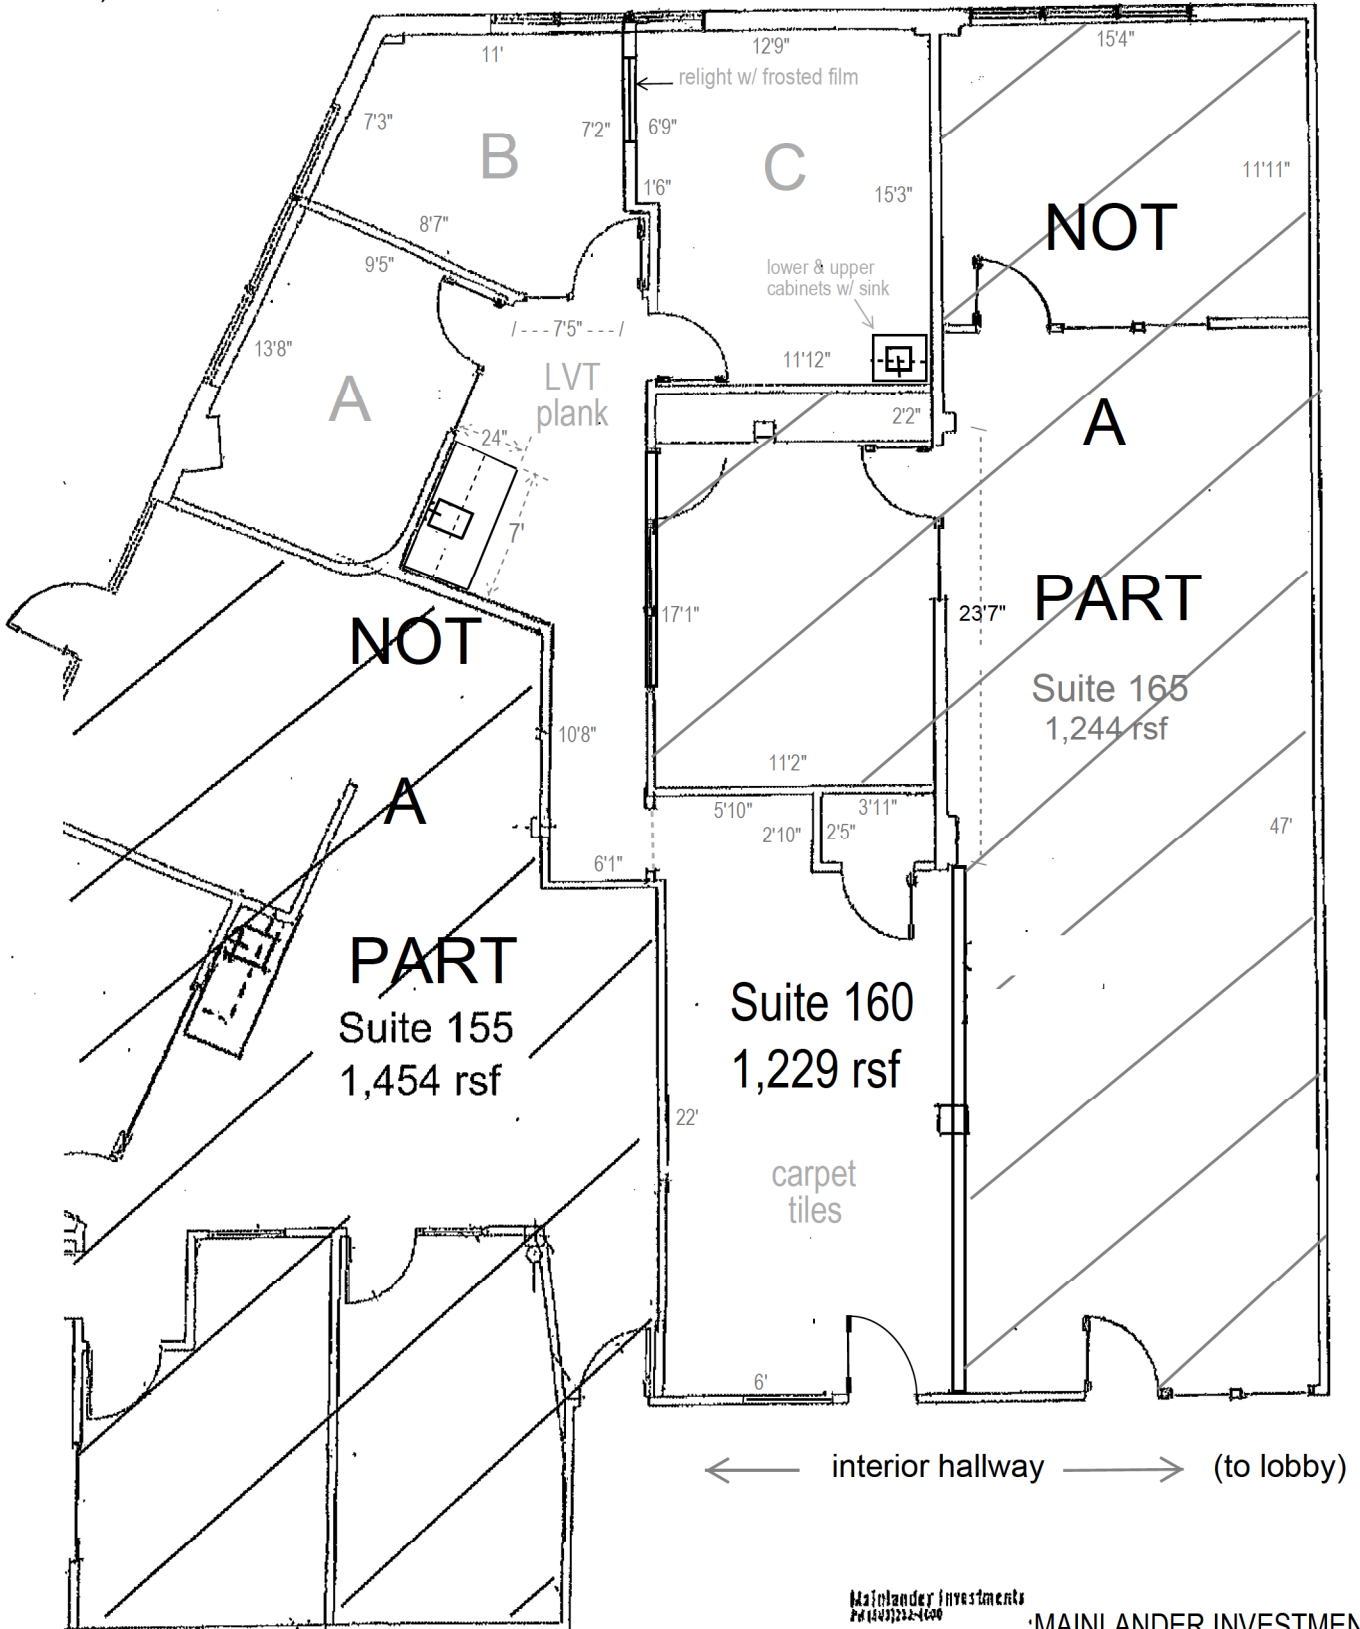 11'
12'9"
15'4"
relight w/ frosted film
7'3"
7'2"
6'9"
B
C
1'6"
15'3"
11'11"
8'7"
NOT
9'5"
lower & upper
cabinets w/ sink
/ - - - 7'5" - - - /
13'8"
11'12"
A
LVT
plank
2'2"
A
24"
7'
17'1"
23'7"
PART
NOT
Suite 165
1,244 rsf
10'8"
11'2"
A
5'10"
3'11"
2'10"
2'5"
47'
6'1"
PART
Suite 155
1,454 rsf
Suite 160
1,229 rsf
22'
carpet
tiles
6'
interior hallway
(to lobby)
Mainlander Investments
MAINLANDER INVESTMEN